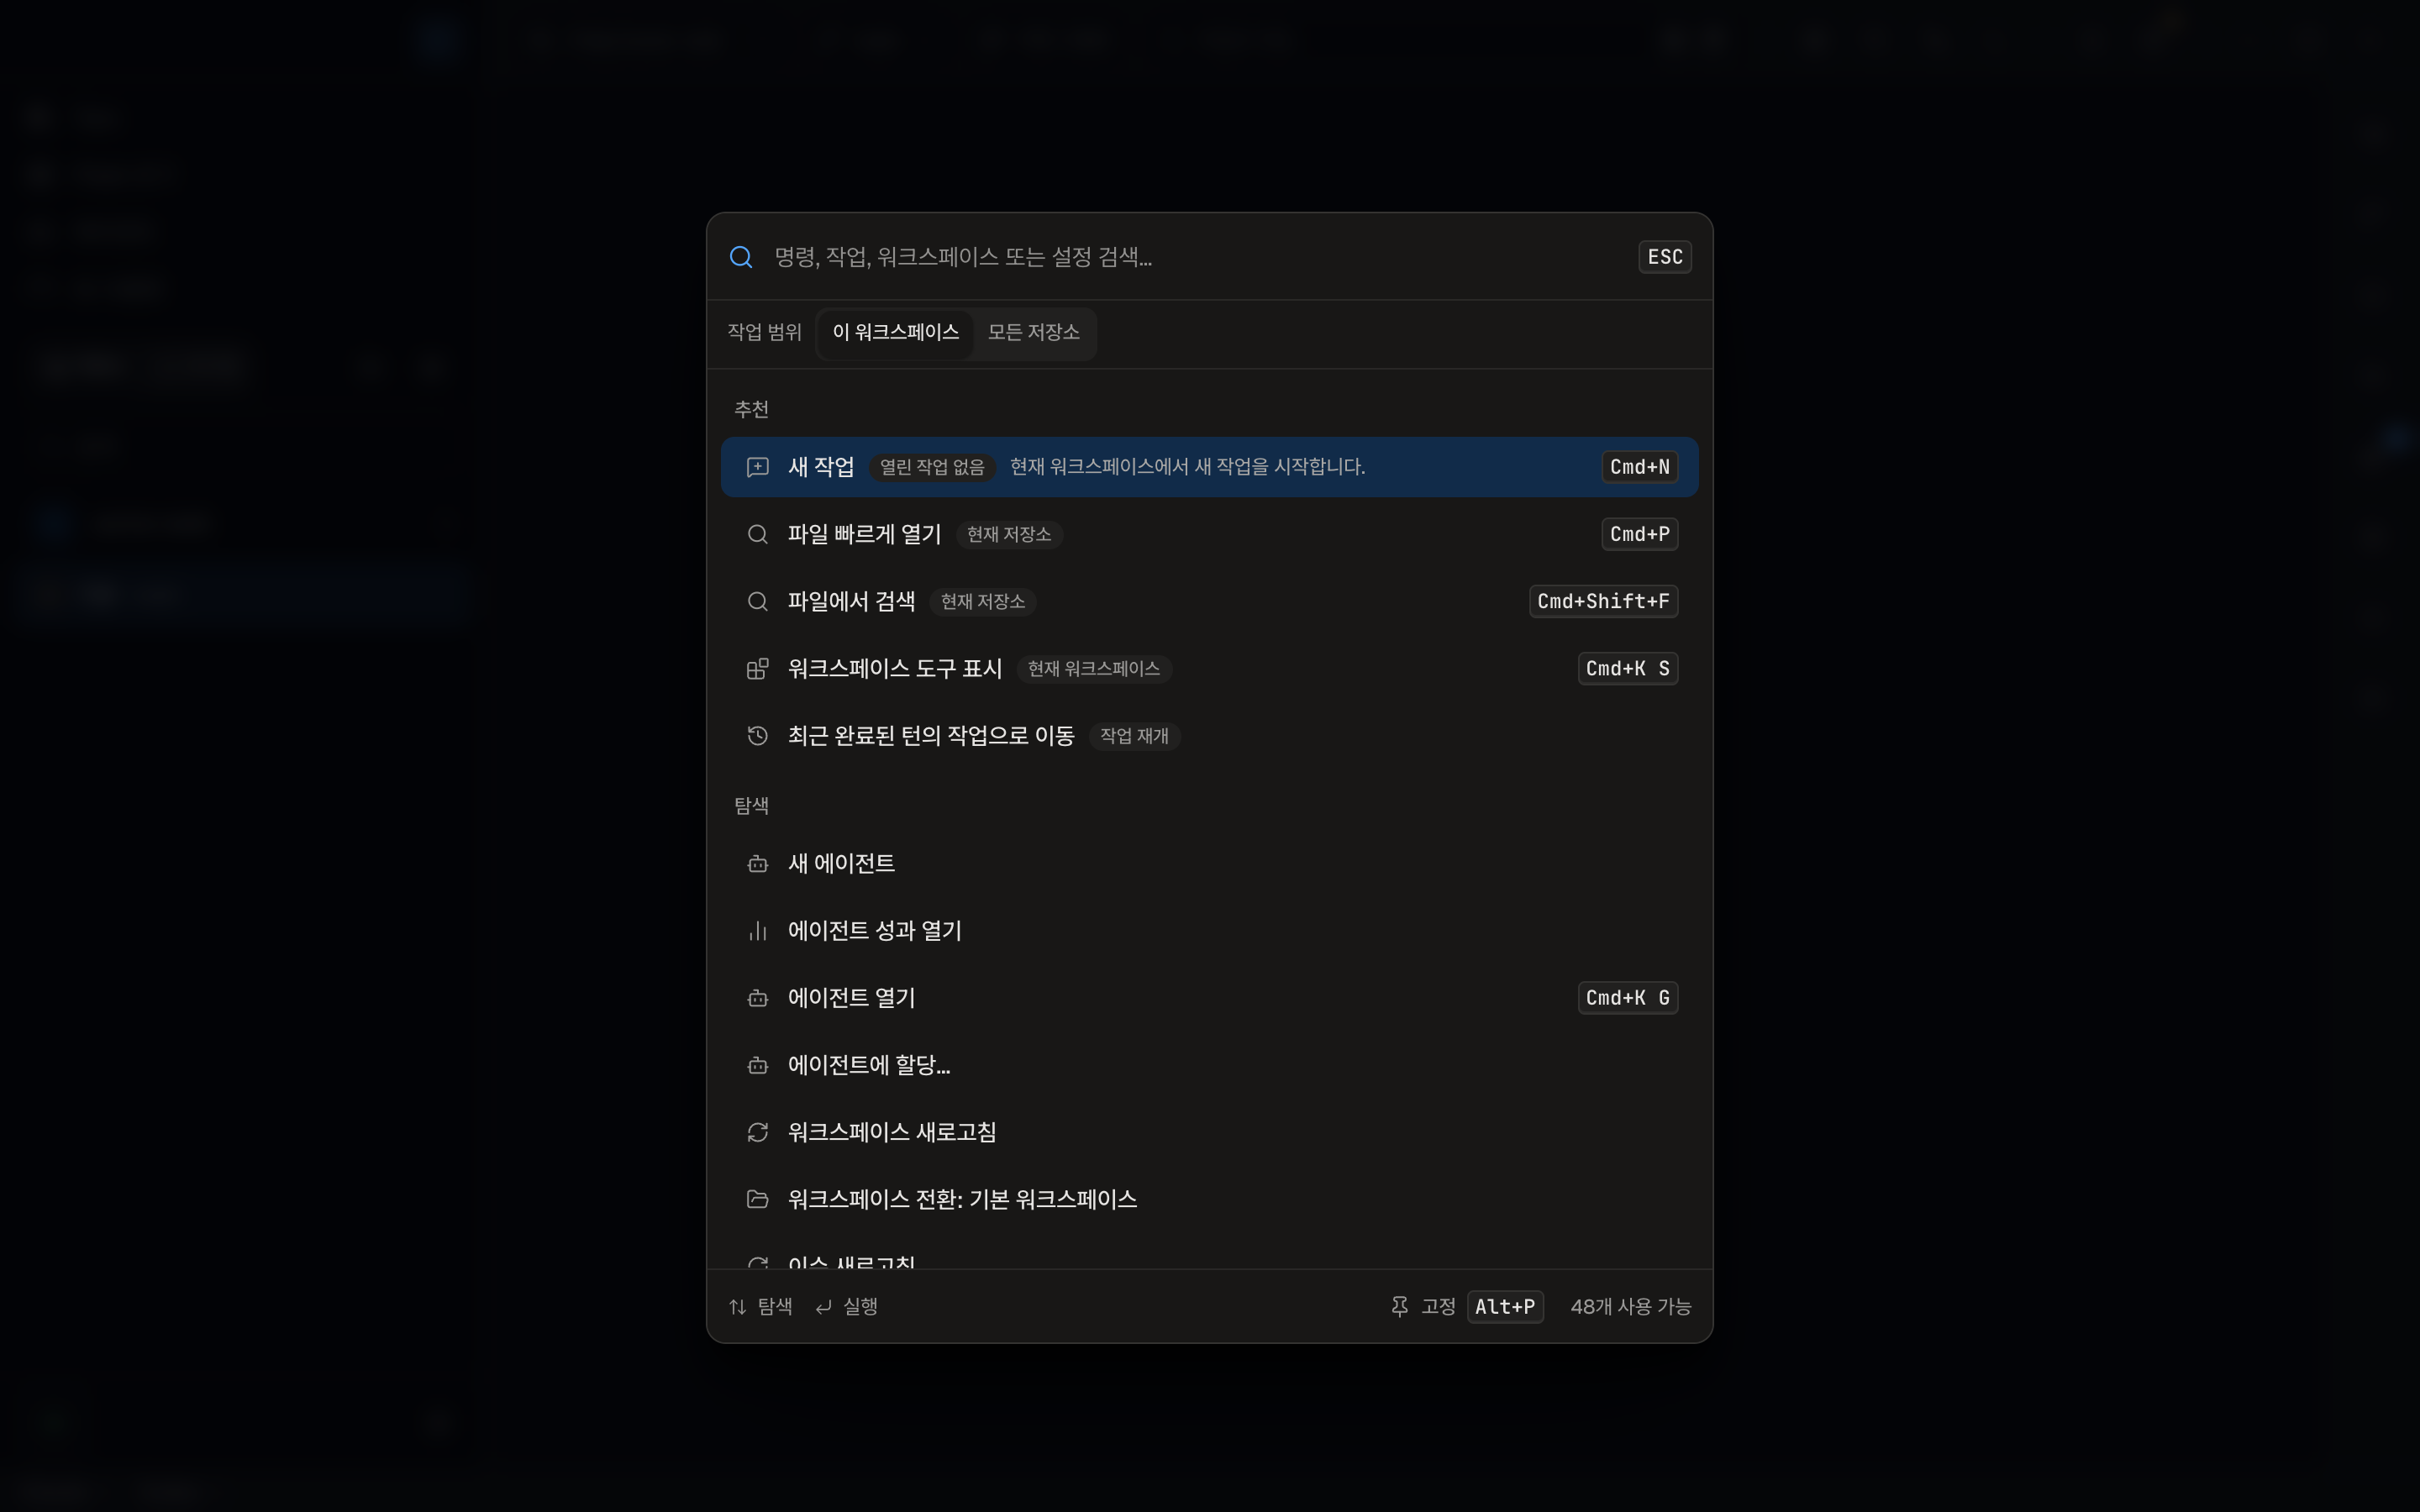 명령, 작업, 워크스페이스 또는 설정 검색... ESC
작업 범위 이 워크스페이스 모든 저장소
추천
새 작업 열린 작업 없음 현재 워크스페이스에서 새 작업을 시작합니다. Cmd+N
파일 빠르게 열기 현재 저장소 Cmd+P
파일에서 검색 현재 저장소 Cmd+Shift+F
워크스페이스 도구 표시 현재 워크스페이스 Cmd+K S
최근 완료된 턴의 작업으로 이동 작업 재개
탐색
새 에이전트
에이전트 성과 열기
에이전트 열기 Cmd+K G
에이전트에 할당...
워크스페이스 새로고침
워크스페이스 전환: 기본 워크스페이스
이슈 새로고침
탐색 실행 고정 Alt+P 48개 사용 가능